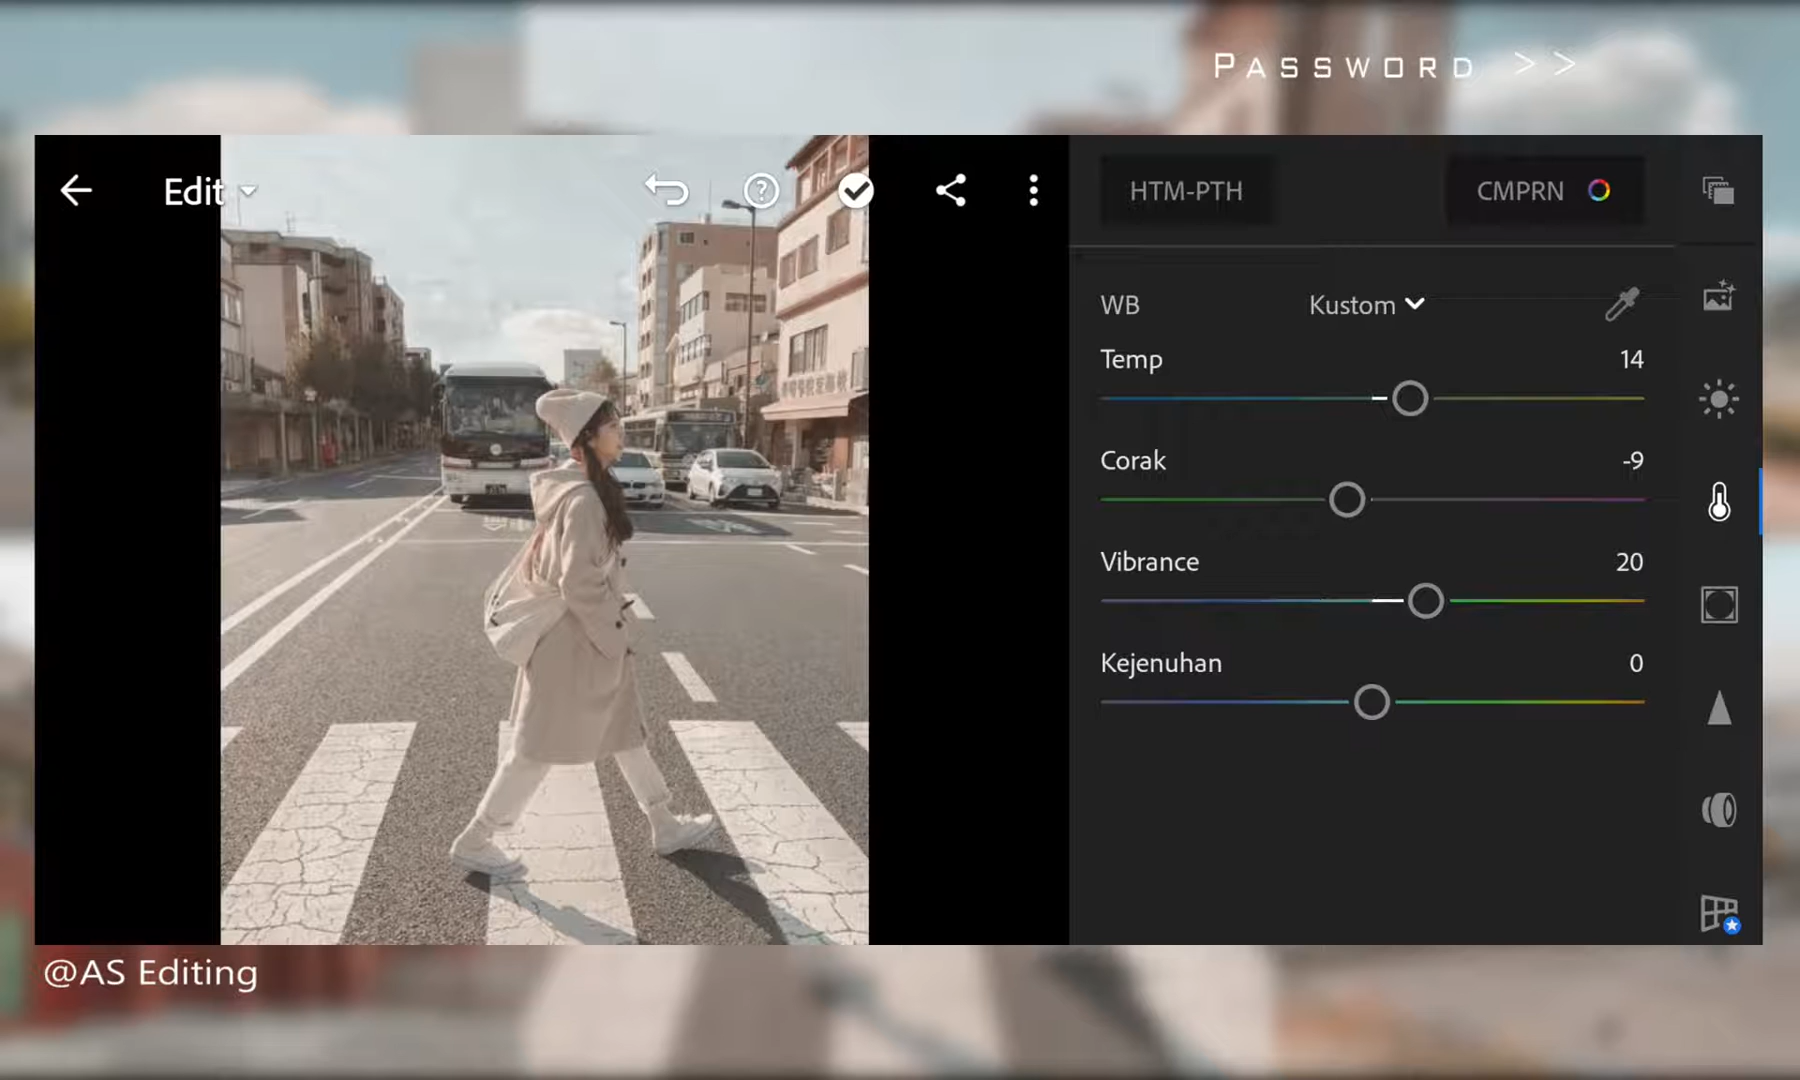 PASSWORD >>
Edit
HTM-PTH
CMPRN
WB
Kustom
Temp
14
Corak
-9
Vibrance
20
Kejenuhan
0
@AS Editing